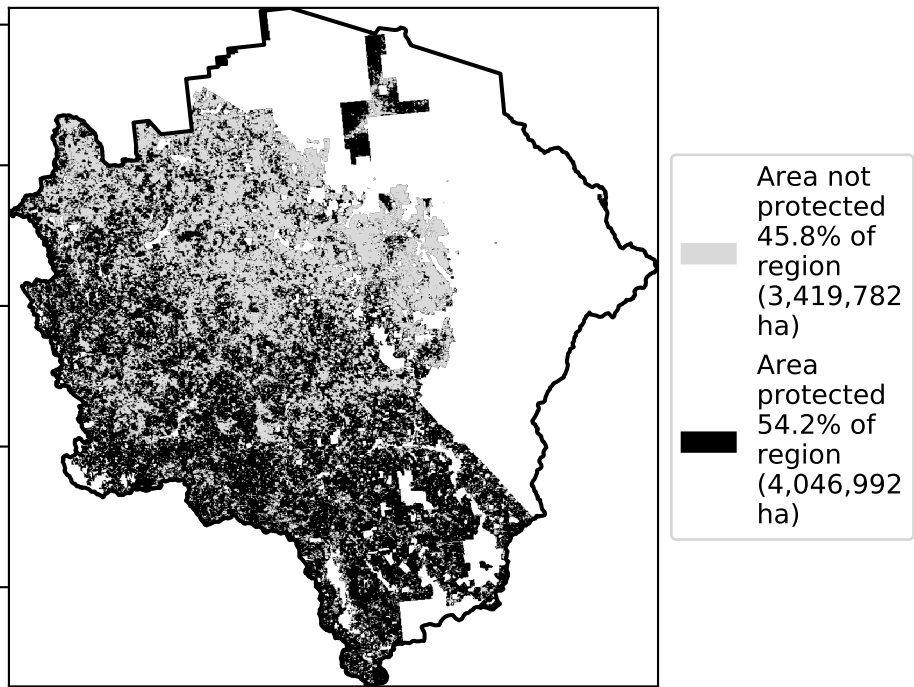 Area not
protected
45.8% of
region
(3,419,782
ha)
Area
protected
54.2% of
region
(4,046,992
ha)